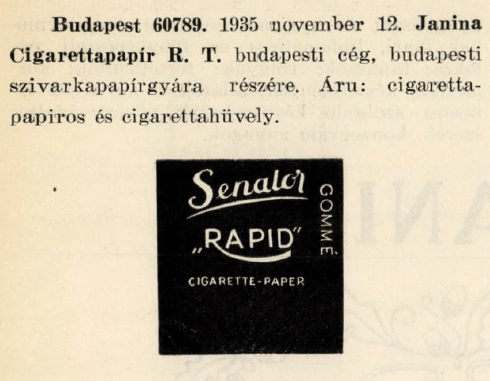 Budapest 60789. 1935 november 12. Janina
Cigarettapapír R. T. budapesti cég, budapesti
szivarkapapírgyára részére. Áru: cigaretta-
papiros és cigarettahüvely.
Senator
„RAPID"
CIGARETTE-PAPER
GOMMÉ